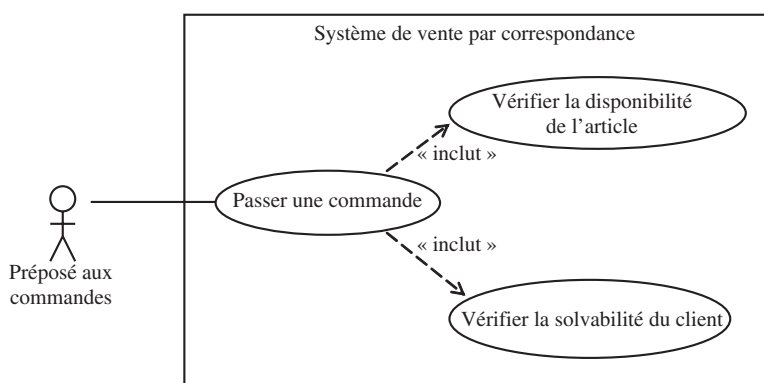 Système de vente par correspondance
Vérifier la disponibilité
de l’article
« inclut »
Passer une commande
« inclut »
Préposé aux
commandes
Vérifier la solvabilité du client